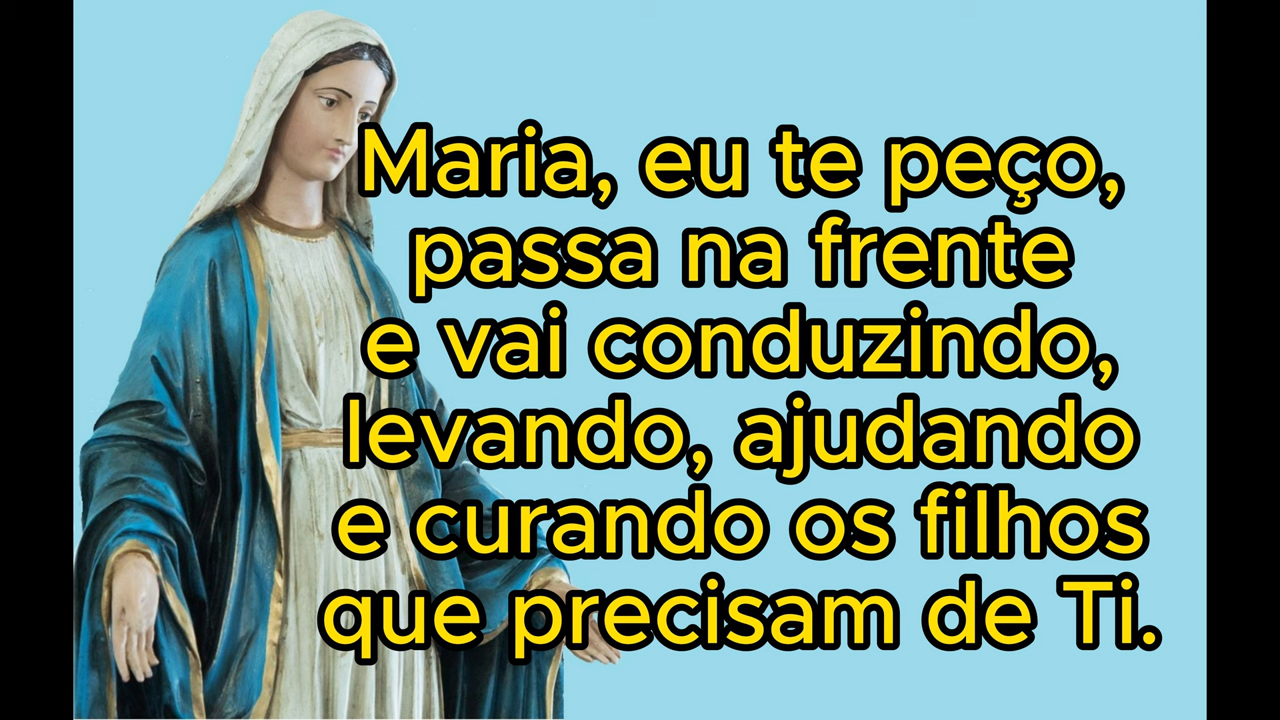 Maria, eu te peço,
passa na frente
e vai conduzindo,
levando, ajudando
e curando os filhos
que precisam de Ti.